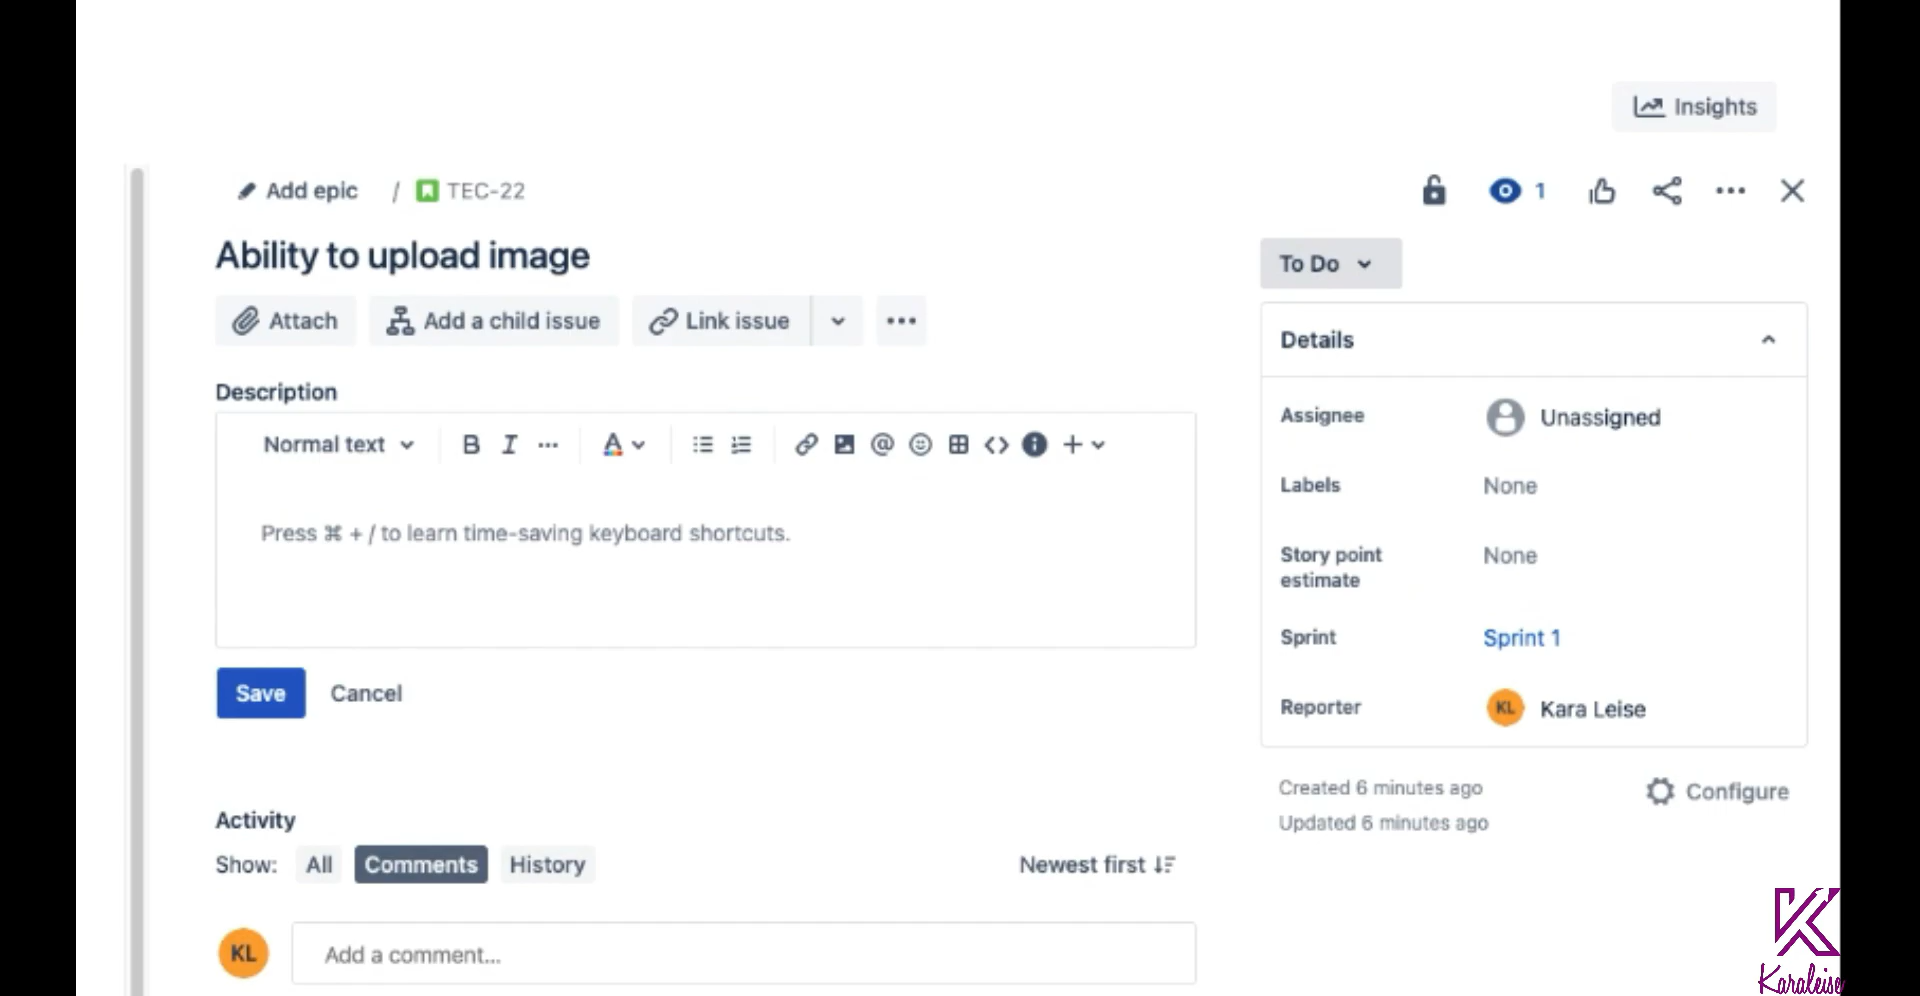 Insights
Add epic / TEC-22
1
Ability to upload image
To Do
Attach
Add a child issue
Link issue
Details
Description
Assignee
Unassigned
Normal text
B I
A
@
Labels
None
Press ⌘ + / to learn time-saving keyboard shortcuts.
Story point
estimate
None
Sprint
Sprint 1
Save
Cancel
Reporter
KL
Kara Leise
Created 6 minutes ago
Configure
Updated 6 minutes ago
Activity
Show:
All
Comments
History
Newest first
KL
Add a comment...
K
Karaleise